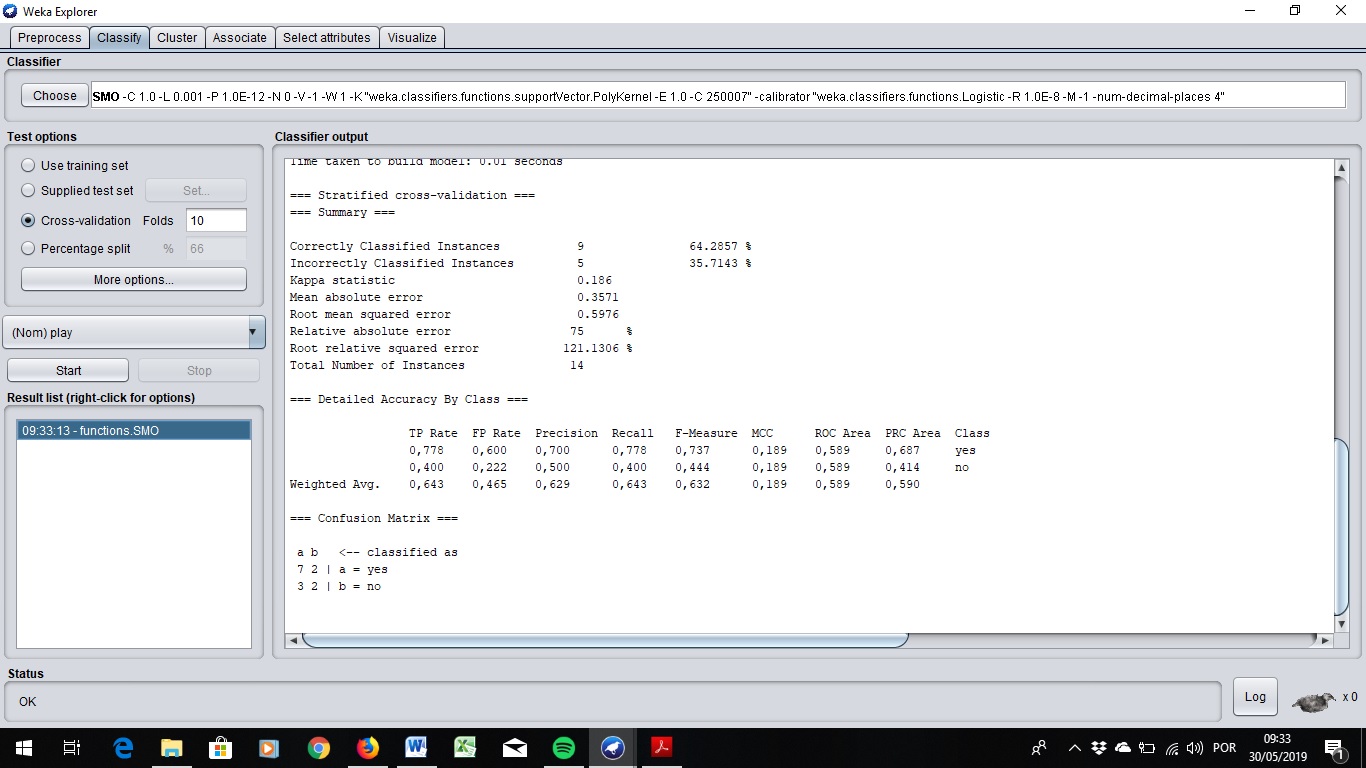 Weka Explorer
Preprocess Classify Cluster Associate Select attributes Visualize
Classifier
Choose SMO -C 1.0 -L 0.001 -P 1.0E-12 -N 0 -V -1 -W 1 -K "weka.classifiers.functions.supportVector.PolyKernel -E 1.0 -C 250007" -calibrator "weka.classifiers.functions.Logistic -R 1.0E-8 -M -1 -num-decimal-places 4"
Test options
Use training set
Supplied test set Set...
Cross-validation Folds 10
Percentage split % 66
More options...
(Nom) play
Start Stop
Result list (right-click for options)
09:33:13 - functions.SMO
Classifier output
Time taken to build model: 0.01 seconds
=== Stratified cross-validation ===
=== Summary ===
Correctly Classified Instances 9 64.2857 %
Incorrectly Classified Instances 5 35.7143 %
Kappa statistic 0.186
Mean absolute error 0.3571
Root mean squared error 0.5976
Relative absolute error 75 %
Root relative squared error 121.1306 %
Total Number of Instances 14
=== Detailed Accuracy By Class ===
TP Rate FP Rate Precision Recall F-Measure MCC ROC Area PRC Area Class
0,778 0,600 0,700 0,778 0,737 0,189 0,589 0,687 yes
0,400 0,222 0,500 0,400 0,444 0,189 0,589 0,414 no
Weighted Avg. 0,643 0,465 0,629 0,643 0,632 0,189 0,589 0,590
=== Confusion Matrix ===
a b <-- classified as
7 2 | a = yes
3 2 | b = no
Status
OK
Log
x 0
POR
09:33
30/05/2019
1